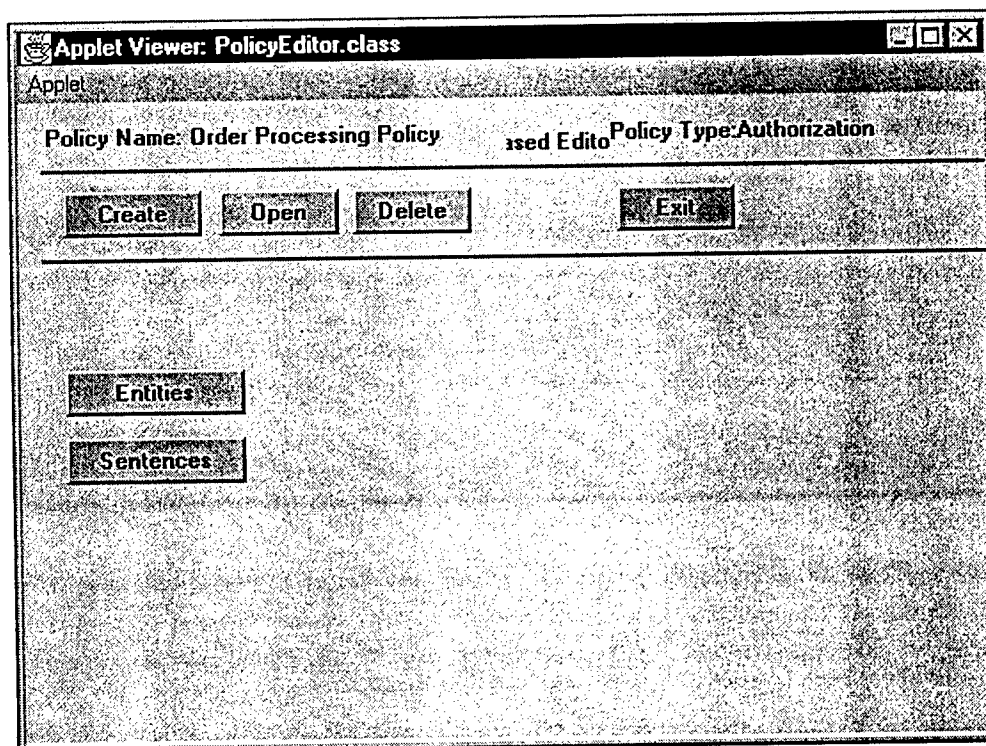 Applet Viewer: PolicyEditor.class
Applet
Policy Name: Order Processing Policy
ased Edito Policy Type:Authorization
Create Open Delete Exit
Entities
Sentences